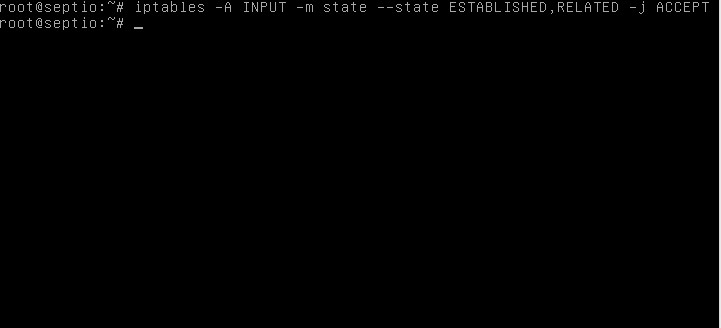 root@septio:~# iptables -A INPUT -m state --state ESTABLISHED,RELATED -j ACCEPT
root@septio:~# _